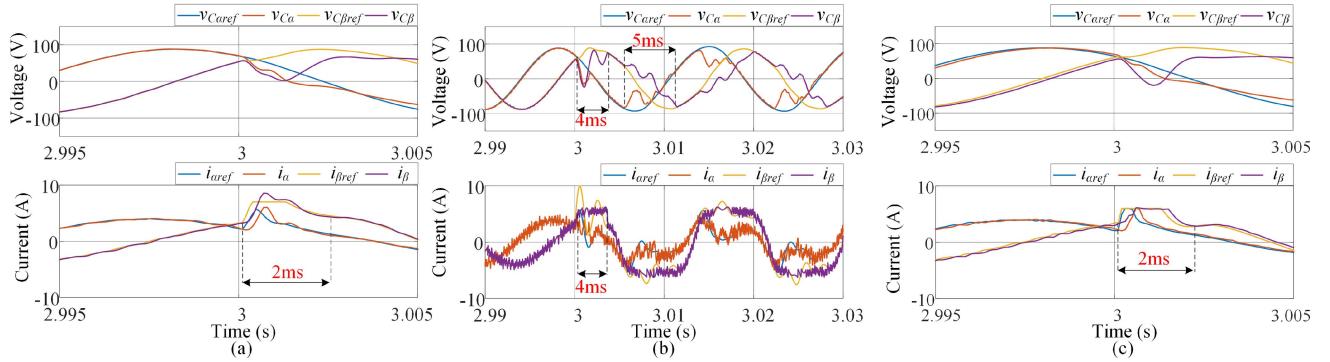 vCαref vCα vCβref vCβ
Voltage (V)
100
0
-100
2.995 3 3.005
iαref iα iβref iβ
Current (A)
10
0
-10
2ms
2.995 3 3.005
Time (s)
(a)
vCαref vCα vCβref vCβ
Voltage (V)
100
0
-100
5ms
4ms
2.99 3 3.01 3.02 3.03
iαref iα iβref iβ
Current (A)
10
0
-10
4ms
2.99 3 3.01 3.02 3.03
Time (s)
(b)
vCαref vCα vCβref vCβ
Voltage (V)
100
0
-100
2.995 3 3.005
iαref iα iβref iβ
Current (A)
10
0
-10
2ms
2.995 3 3.005
Time (s)
(c)